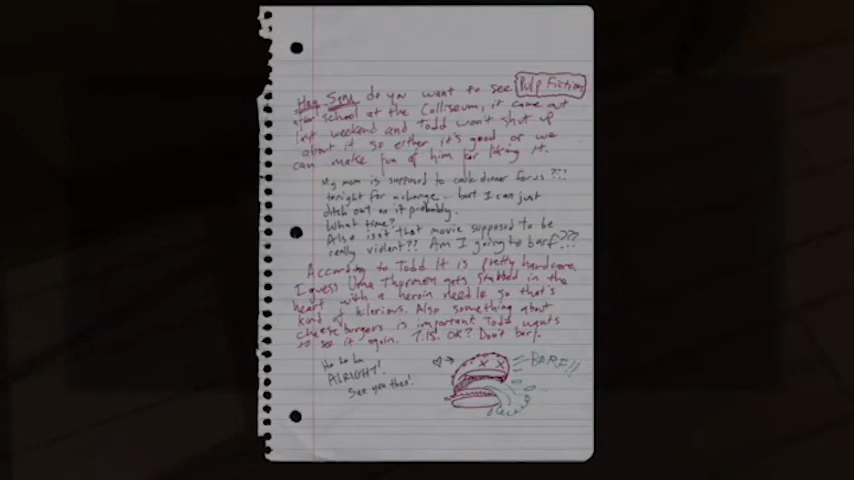 Hey Sam do you want to see Pulp Fiction
after school at the Colliseum, it came out
last weekend and Todd won't shut up
about it so either it's good or we
can make fun of him for liking it.
My mom is supposed to cook dinner for us???
tonight for a change... but I can just
ditch out on it probably.
What time?
Also isn't that movie supposed to be
really violent?? Am I going to barf???
According to Todd It is pretty hardcore,
I guess Uma Thurman gets stabbed in the
heart with a heroin needle so that's
kind of hilarious. Also something about
cheeseburgers is important. Todd wants
to see it again. 7:15. OK? Don't barf.
Ha ha ha
ALRIGHT!
See you then!
BARF!!